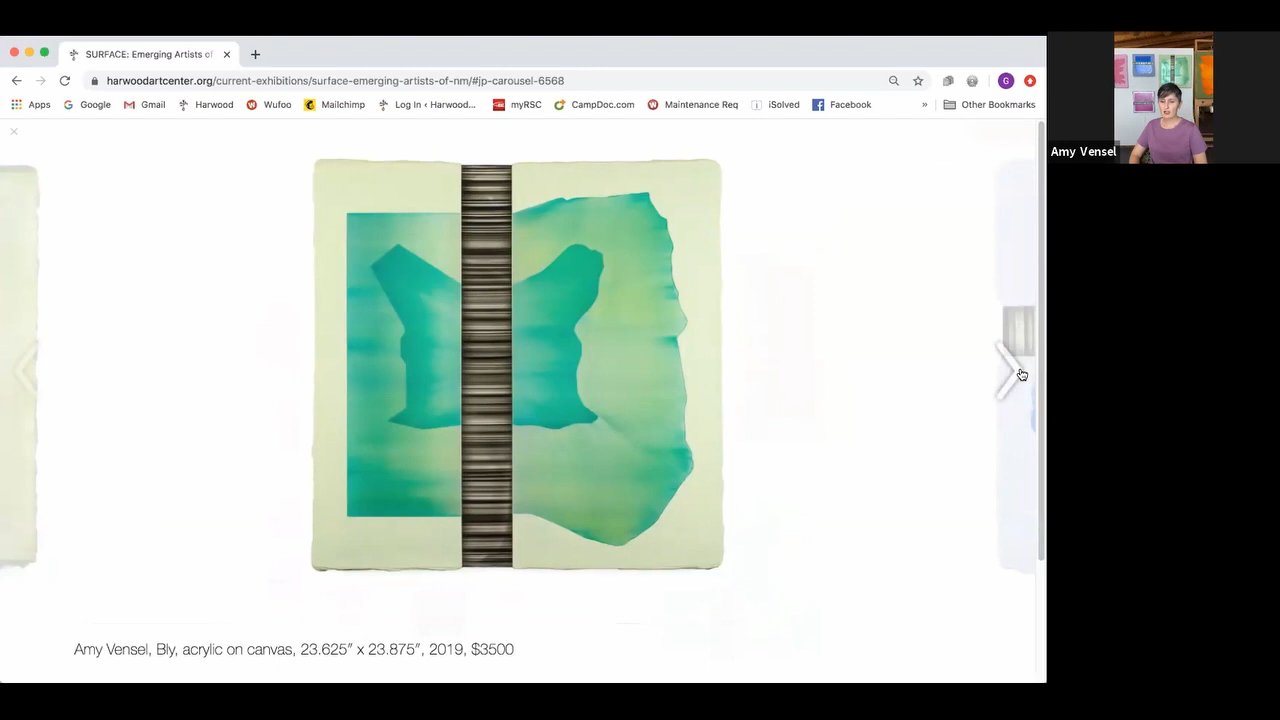 SURFACE: Emerging Artists of
harwoodartcenter.org/current-exhibitions/surface-emerging-artists-of-nm/#jp-carousel-6568
G
Apps Google Gmail Harwood Wufoo Mailchimp Log In ‹ Harwood... myRSC CampDoc.com Maintenance Req iSolved Facebook » Other Bookmarks
Amy Vensel
Amy Vensel, Bly, acrylic on canvas, 23.625″ x 23.875″, 2019, $3500